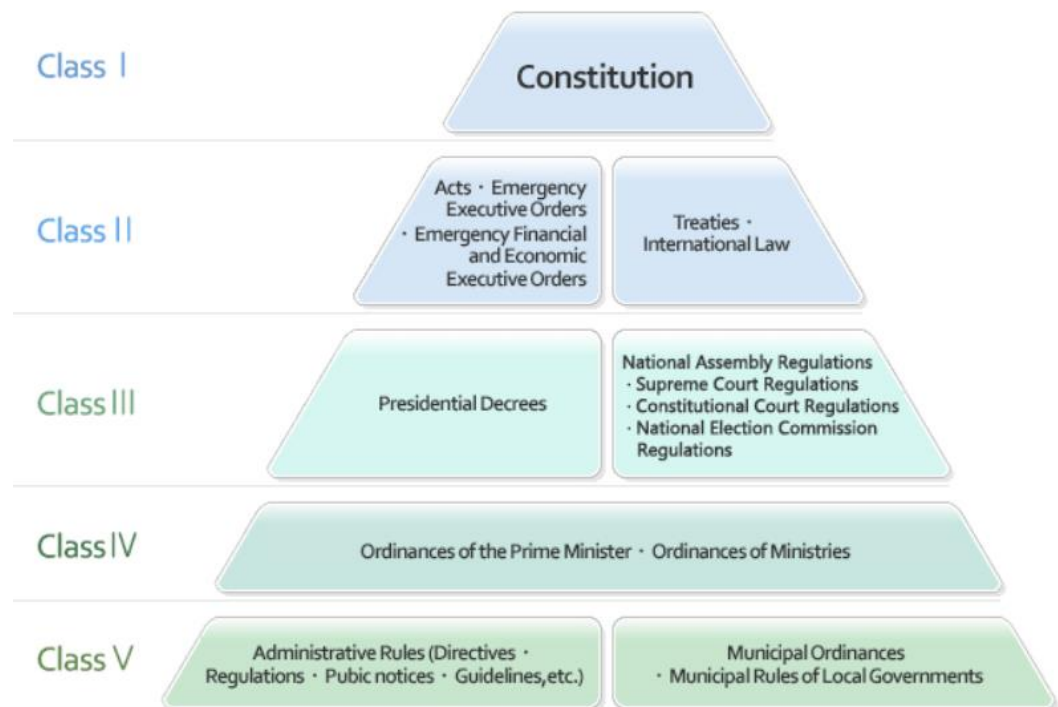 Class I
Constitution
Class II
Acts · Emergency
Executive Orders
· Emergency Financial
and Economic
Executive Orders
Treaties ·
International Law
Class III
Presidential Decrees
National Assembly Regulations
· Supreme Court Regulations
· Constitutional Court Regulations
· National Election Commission
Regulations
Class IV
Ordinances of the Prime Minister · Ordinances of Ministries
Class V
Administrative Rules (Directives ·
Regulations · Pubic notices · Guidelines,etc.)
Municipal Ordinances
· Municipal Rules of Local Governments